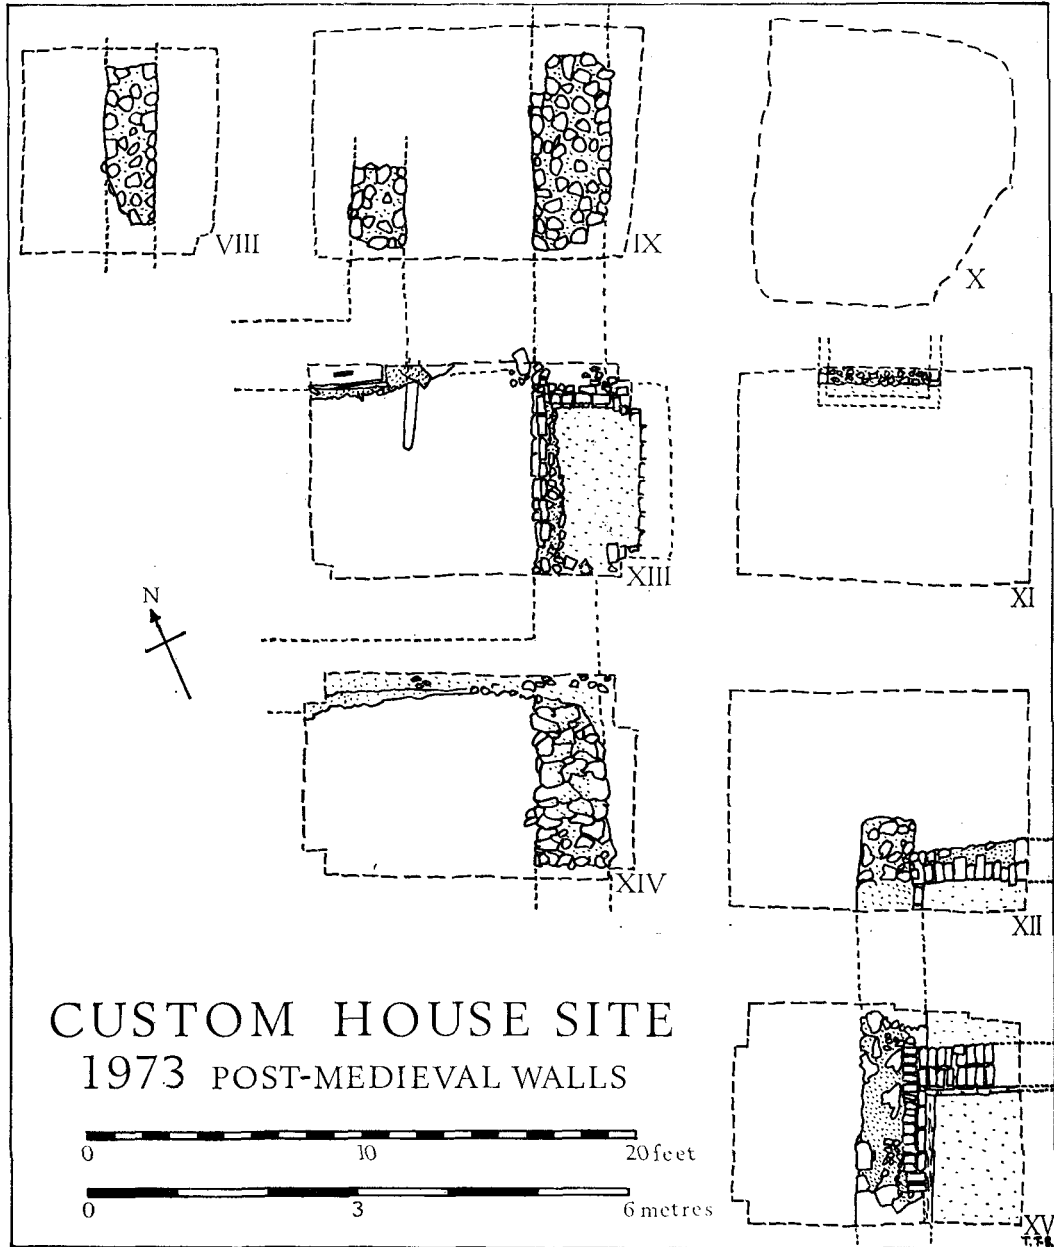 VIII
IX
X
XIII
XI
N
XIV
XII
CUSTOM HOUSE SITE
1973 POST-MEDIEVAL WALLS
0 10 20 feet
0 3 6 metres
XV
T.T.B.